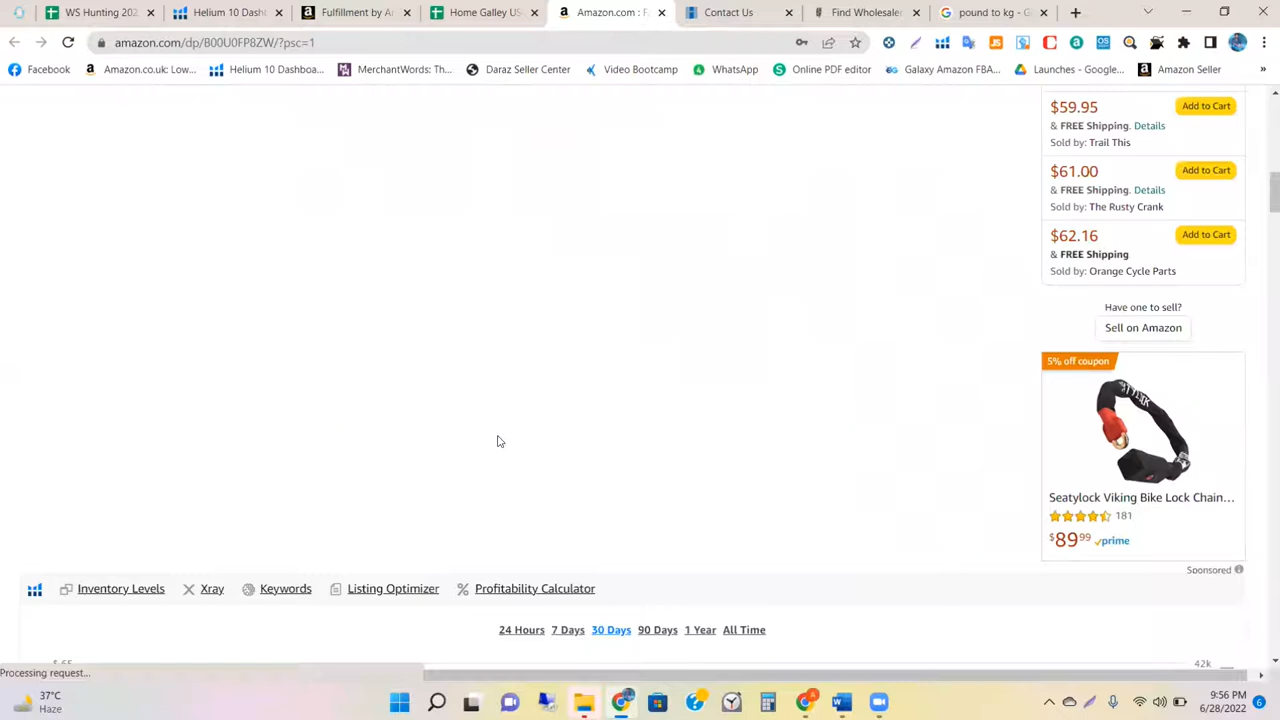 WS Hunting 202
Helium 10 Dash
Fulfillment by Ar
Home Galley US
Amazon.com : F
Contact
Find Wholesaler
pound to kg - G
amazon.com/dp/B00U0FP8ZW/?psc=1
Facebook
Amazon.co.uk: Low...
Helium 10 Dashboa...
MerchantWords: Th...
Daraz Seller Center
Video Bootcamp
WhatsApp
Online PDF editor
Galaxy Amazon FBA...
Launches - Google...
Amazon Seller
»
$59.95
Add to Cart
& FREE Shipping. Details
Sold by: Trail This
$61.00
Add to Cart
& FREE Shipping. Details
Sold by: The Rusty Crank
$62.16
Add to Cart
& FREE Shipping
Sold by: Orange Cycle Parts
Have one to sell?
Sell on Amazon
5% off coupon
Seatylock Viking Bike Lock Chain...
181
$89.99 prime
Sponsored
Inventory Levels
Xray
Keywords
Listing Optimizer
Profitability Calculator
24 Hours 7 Days 30 Days 90 Days 1 Year All Time
$ 65
42k
Processing request...
37°C
Haze
9:56 PM
6/28/2022
6